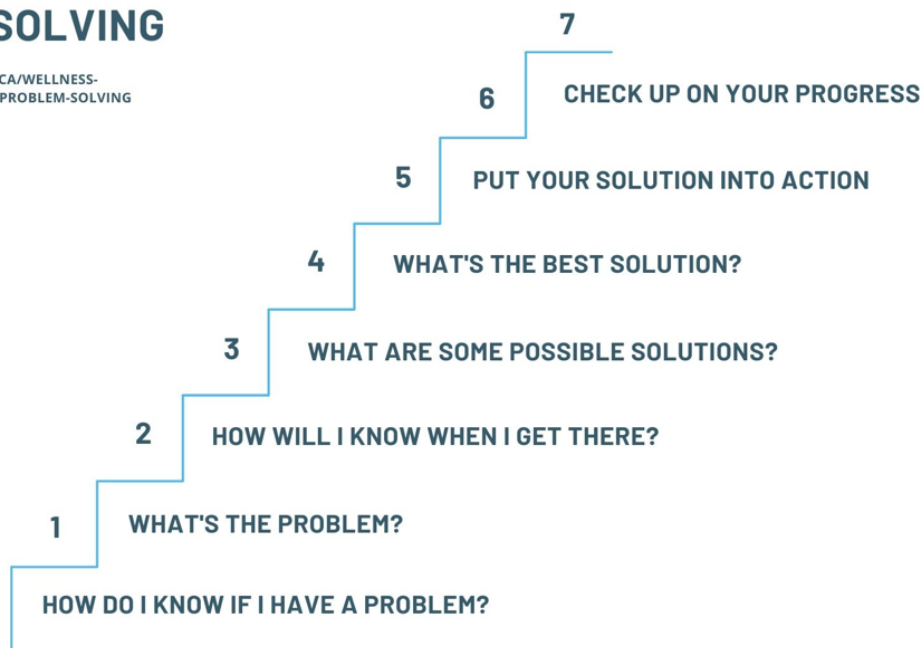 SOLVING
CA/WELLNESS-
PROBLEM-SOLVING
7
CHECK UP ON YOUR PROGRESS
6
PUT YOUR SOLUTION INTO ACTION
5
WHAT'S THE BEST SOLUTION?
4
WHAT ARE SOME POSSIBLE SOLUTIONS?
3
HOW WILL I KNOW WHEN I GET THERE?
2
WHAT'S THE PROBLEM?
1
HOW DO I KNOW IF I HAVE A PROBLEM?